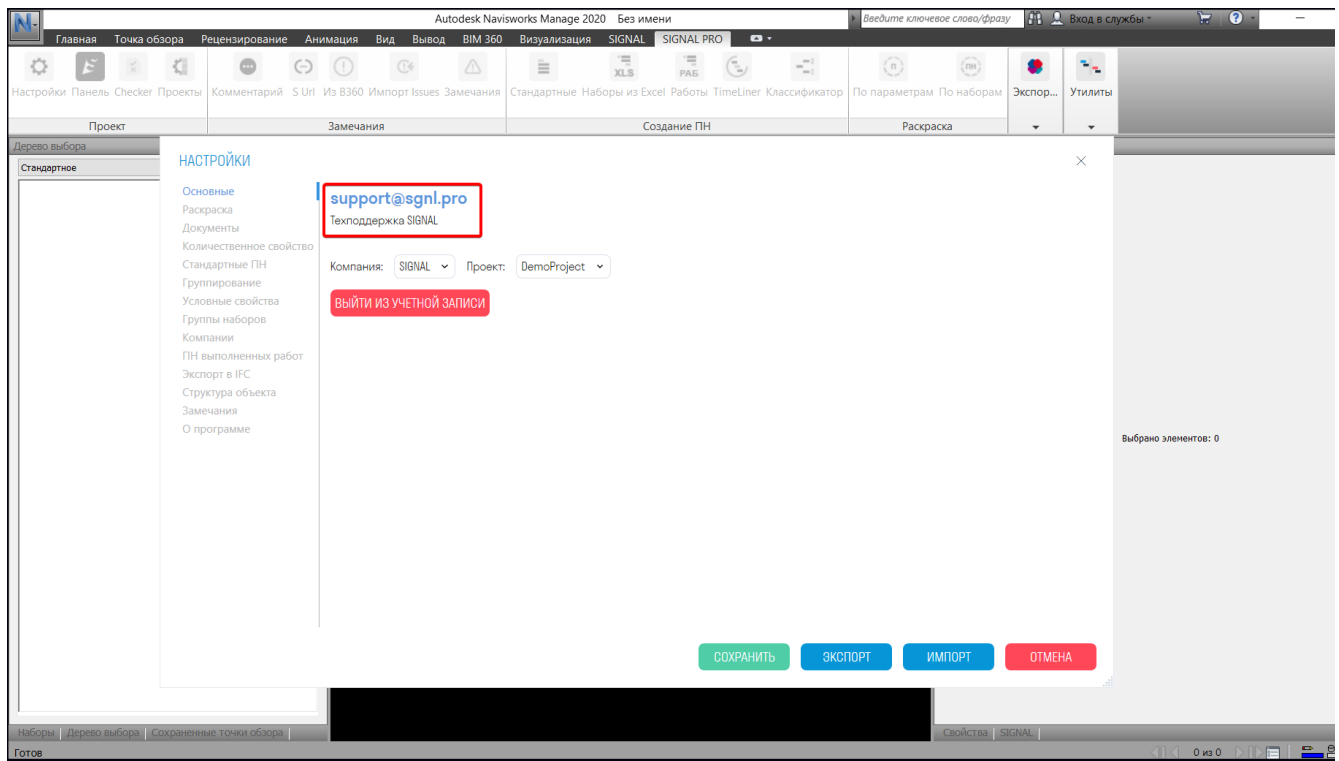 N
Autodesk Navisworks Manage 2020 Без имени
Введите ключевое слово/фразу
Вход в службы
Главная Точка обзора Рецензирование Анимация Вид Вывод BIM 360 Визуализация SIGNAL SIGNAL PRO
XLS РАБ П ПН
Настройки Панель Checker Проекты Комментарий S Url Из B360 Импорт Issues Замечания Стандартные Наборы из Excel Работы TimeLiner Классификатор По параметрам По наборам Экспор... Утилиты
Проект Замечания Создание ПН Раскраска
Дерево выбора
Стандартное
НАСТРОЙКИ
Основные
Раскраска
Документы
Количественное свойство
Стандартные ПН
Группирование
Условные свойства
Группы наборов
Компании
ПН выполненных работ
Экспорт в IFC
Структура объекта
Замечания
О программе
support@sgnl.pro
Техподдержка SIGNAL
Компания: SIGNAL Проект: DemoProject
ВЫЙТИ ИЗ УЧЕТНОЙ ЗАПИСИ
Выбрано элементов: 0
СОХРАНИТЬ ЭКСПОРТ ИМПОРТ ОТМЕНА
Наборы Дерево выбора Сохраненные точки обзора
Свойства SIGNAL
Готов
0 из 0